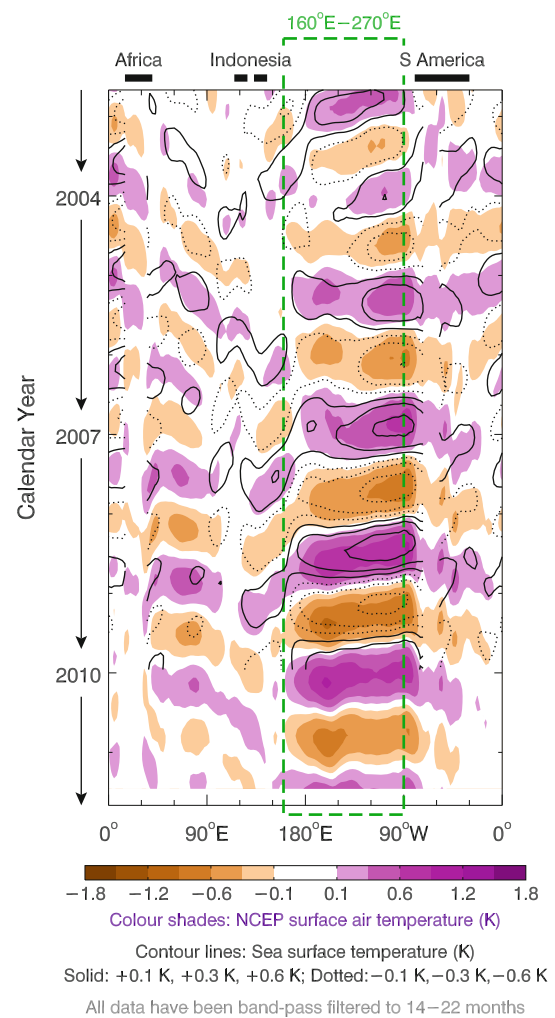 160°E−270°E
Africa Indonesia S America
2004
2007
2010
Calendar Year
0° 90°E 180°E 90°W 0°
−1.8 −1.2 −0.6 −0.1 0.1 0.6 1.2 1.8
Colour shades: NCEP surface air temperature (K)
Contour lines: Sea surface temperature (K)
Solid: +0.1 K, +0.3 K, +0.6 K; Dotted:−0.1 K,−0.3 K,−0.6 K
All data have been band-pass filtered to 14−22 months